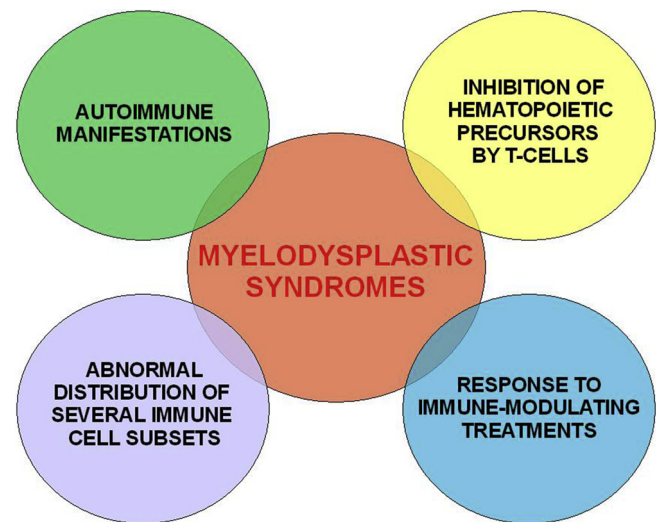 AUTOIMMUNE
MANIFESTATIONS
INHIBITION OF
HEMATOPOIETIC
PRECURSORS
BY T-CELLS
MYELODYSPLASTIC
SYNDROMES
ABNORMAL
DISTRIBUTION OF
SEVERAL IMMUNE
CELL SUBSETS
RESPONSE TO
IMMUNE-MODULATING
TREATMENTS